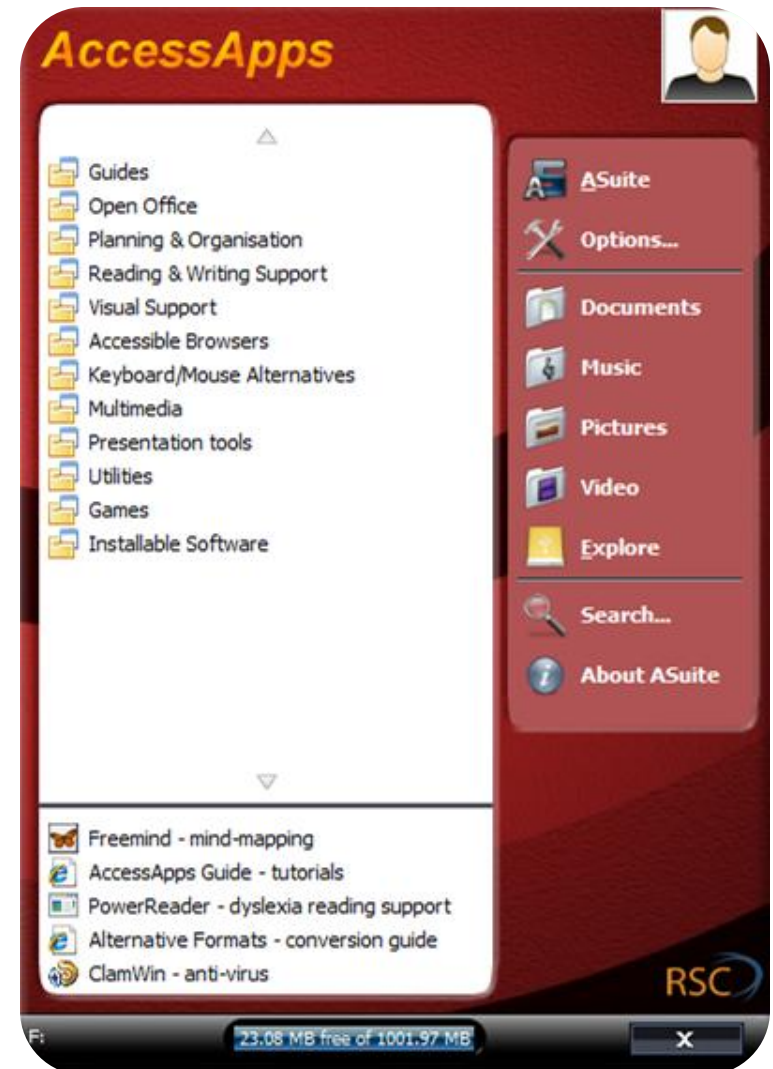 AccessApps
Guides
Open Office
Planning & Organisation
Reading & Writing Support
Visual Support
Accessible Browsers
Keyboard/Mouse Alternatives
Multimedia
Presentation tools
Utilities
Games
Installable Software
Freemind - mind-mapping
AccessApps Guide - tutorials
PowerReader - dyslexia reading support
Alternative Formats - conversion guide
ClamWin - anti-virus
ASuite
Options...
Documents
Music
Pictures
Video
Explore
Search...
About ASuite
RSC
F:
23.08 MB free of 1001.97 MB
X